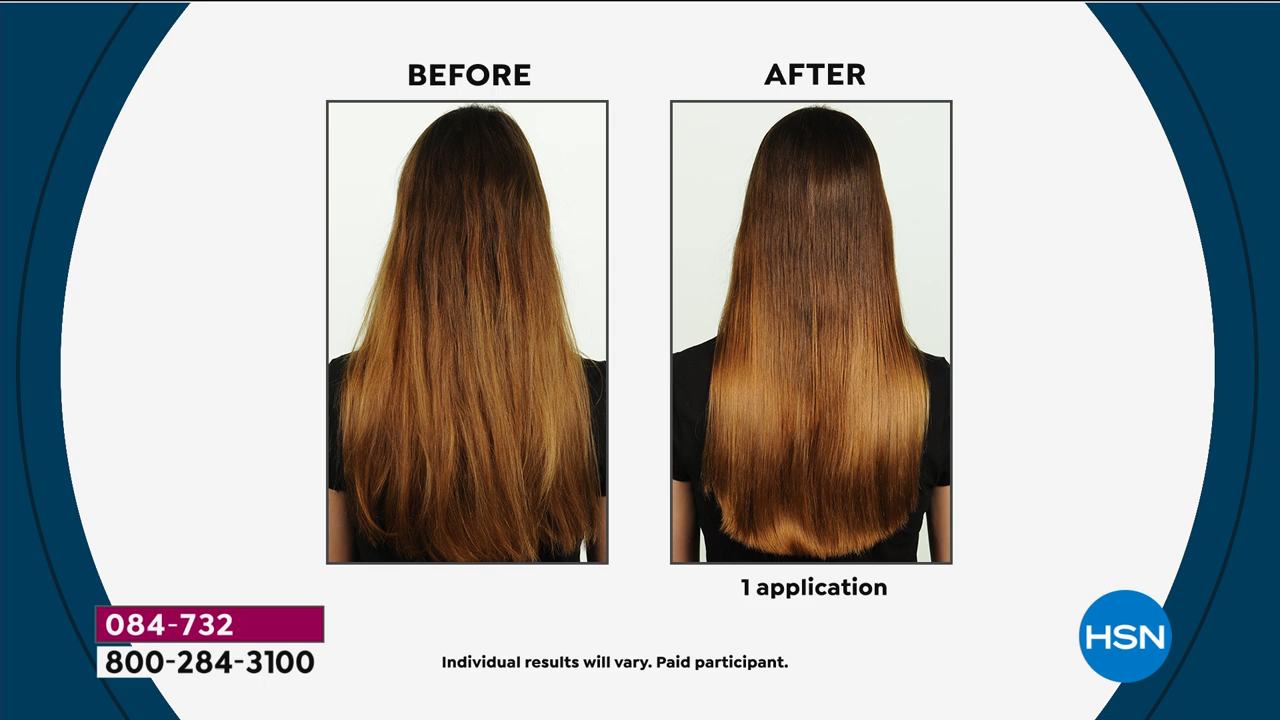 BEFORE
AFTER
1 application
084-732
800-284-3100
Individual results will vary. Paid participant.
HSN